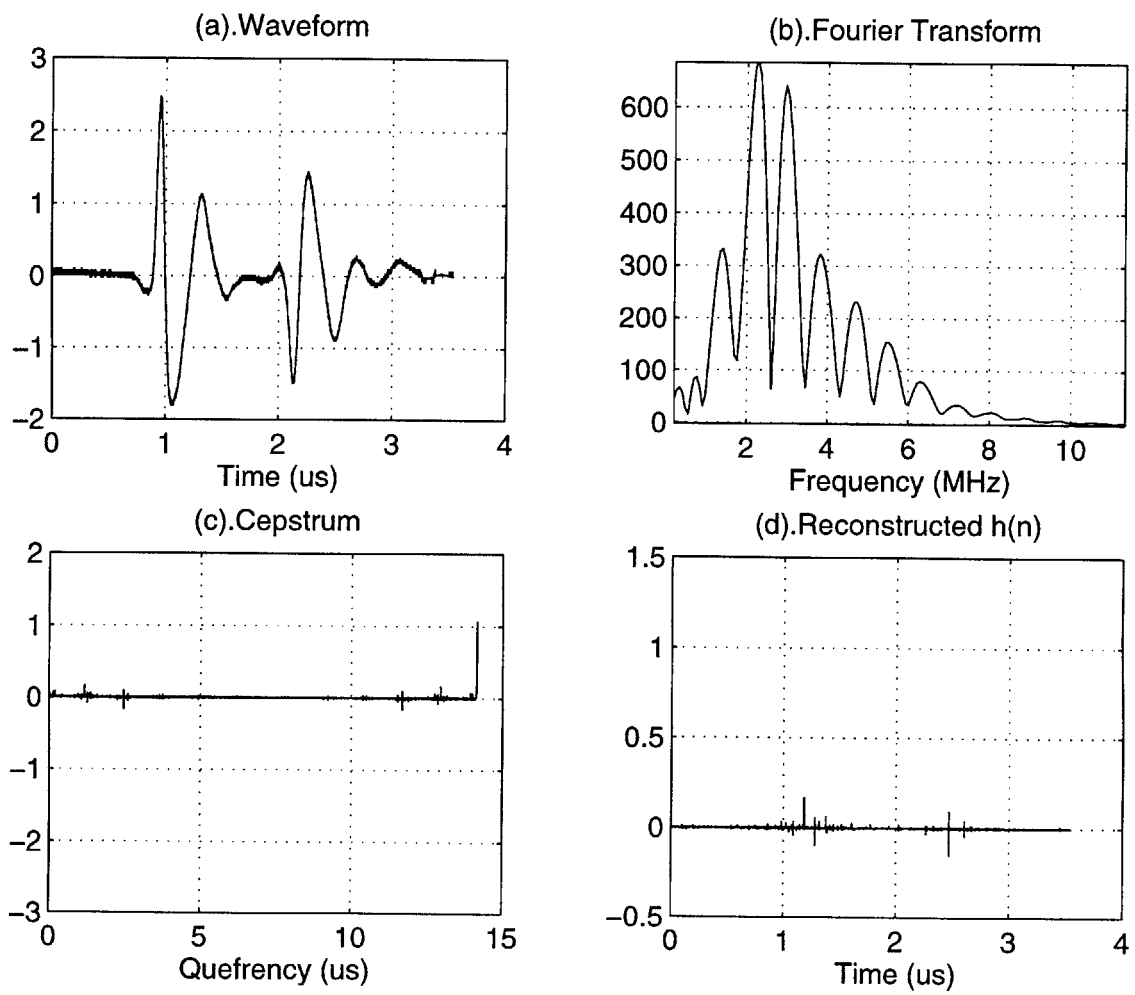 (a).Waveform
3
2
1
0
−1
−2
0 1 2 3 4
Time (us)
(b).Fourier Transform
600
500
400
300
200
100
0
2 4 6 8 10
Frequency (MHz)
(c).Cepstrum
2
1
0
−1
−2
−3
0 5 10 15
Quefrency (us)
(d).Reconstructed h(n)
1.5
1
0.5
0
−0.5
0 1 2 3 4
Time (us)